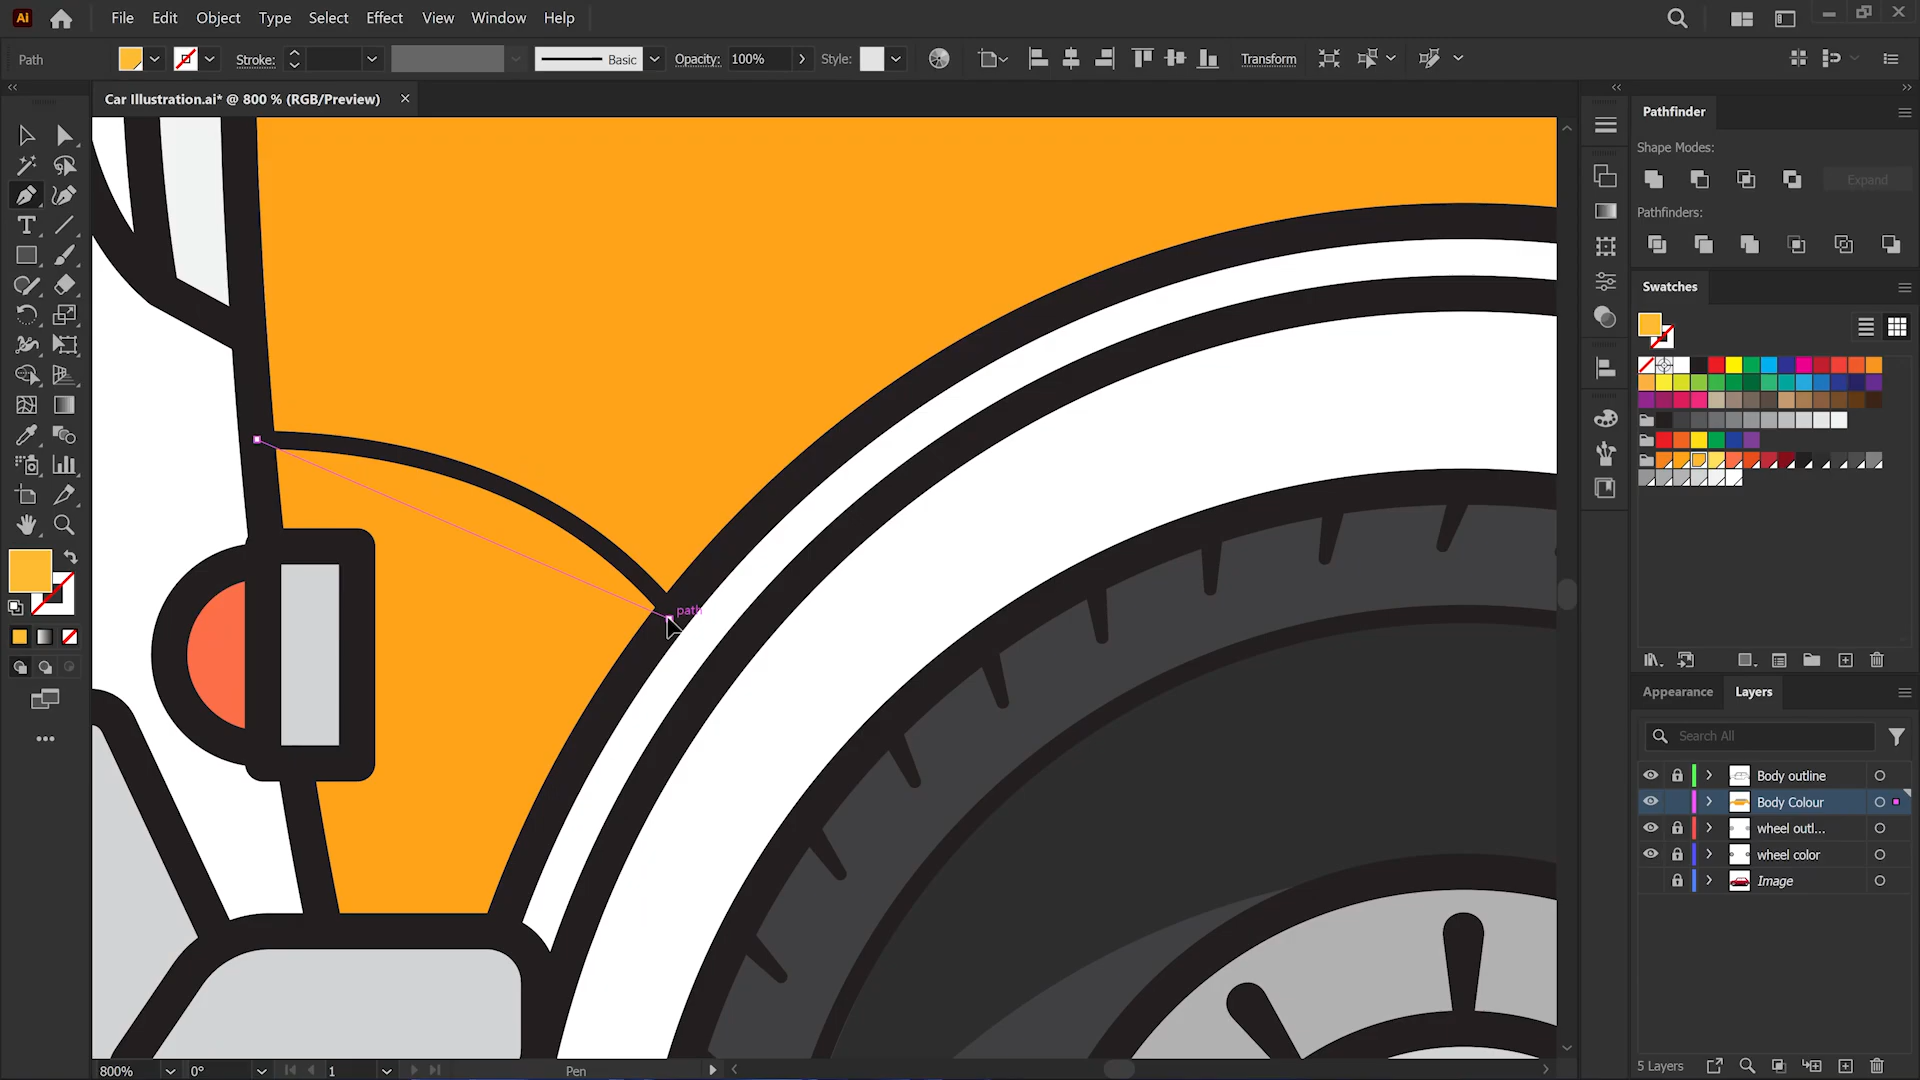 Ai File Edit Object Type Select Effect View Window Help
Path Stroke: Basic Opacity: 100% Style: Transform
Car Illustration.ai* @ 800 % (RGB/Preview)
Pathfinder
Shape Modes:
Expand
Pathfinders:
Swatches
path
Appearance Layers
Search All
Body outline
Body Colour
wheel outl...
wheel color
Image
800% 0° 1 Pen 5 Layers